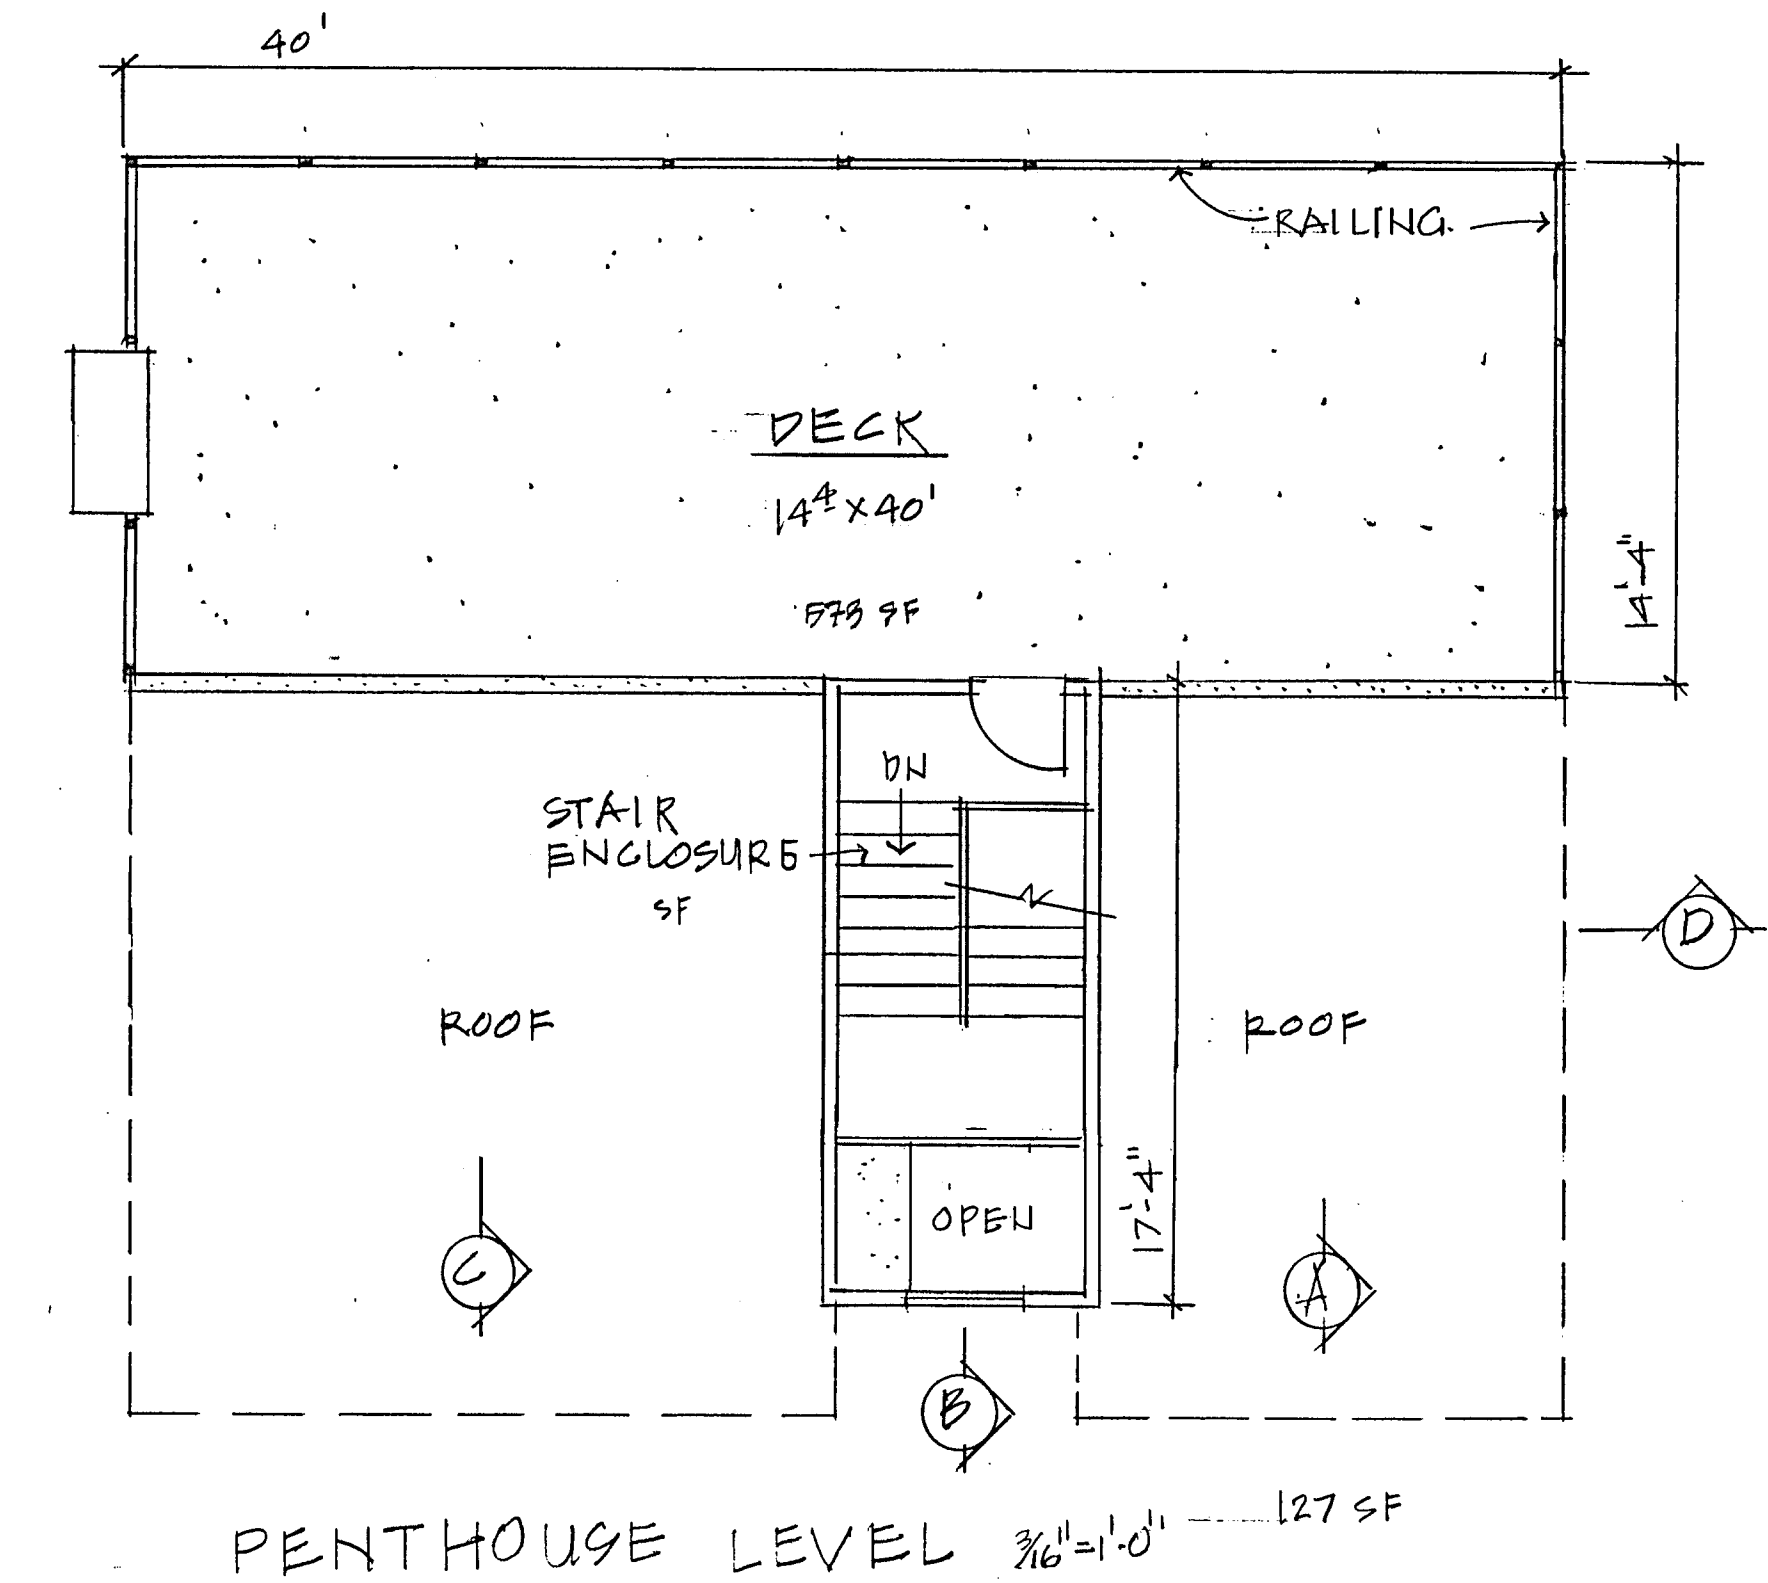 40'
RAILING.
DECK
14⁴ x 40'
573 SF
14'-4"
DN
STAIR
ENCLOSURE
SF
D
ROOF
ROOF
17'-4"
OPEN
C
A
B
127 SF
PENTHOUSE LEVEL 3/16"=1'-0"